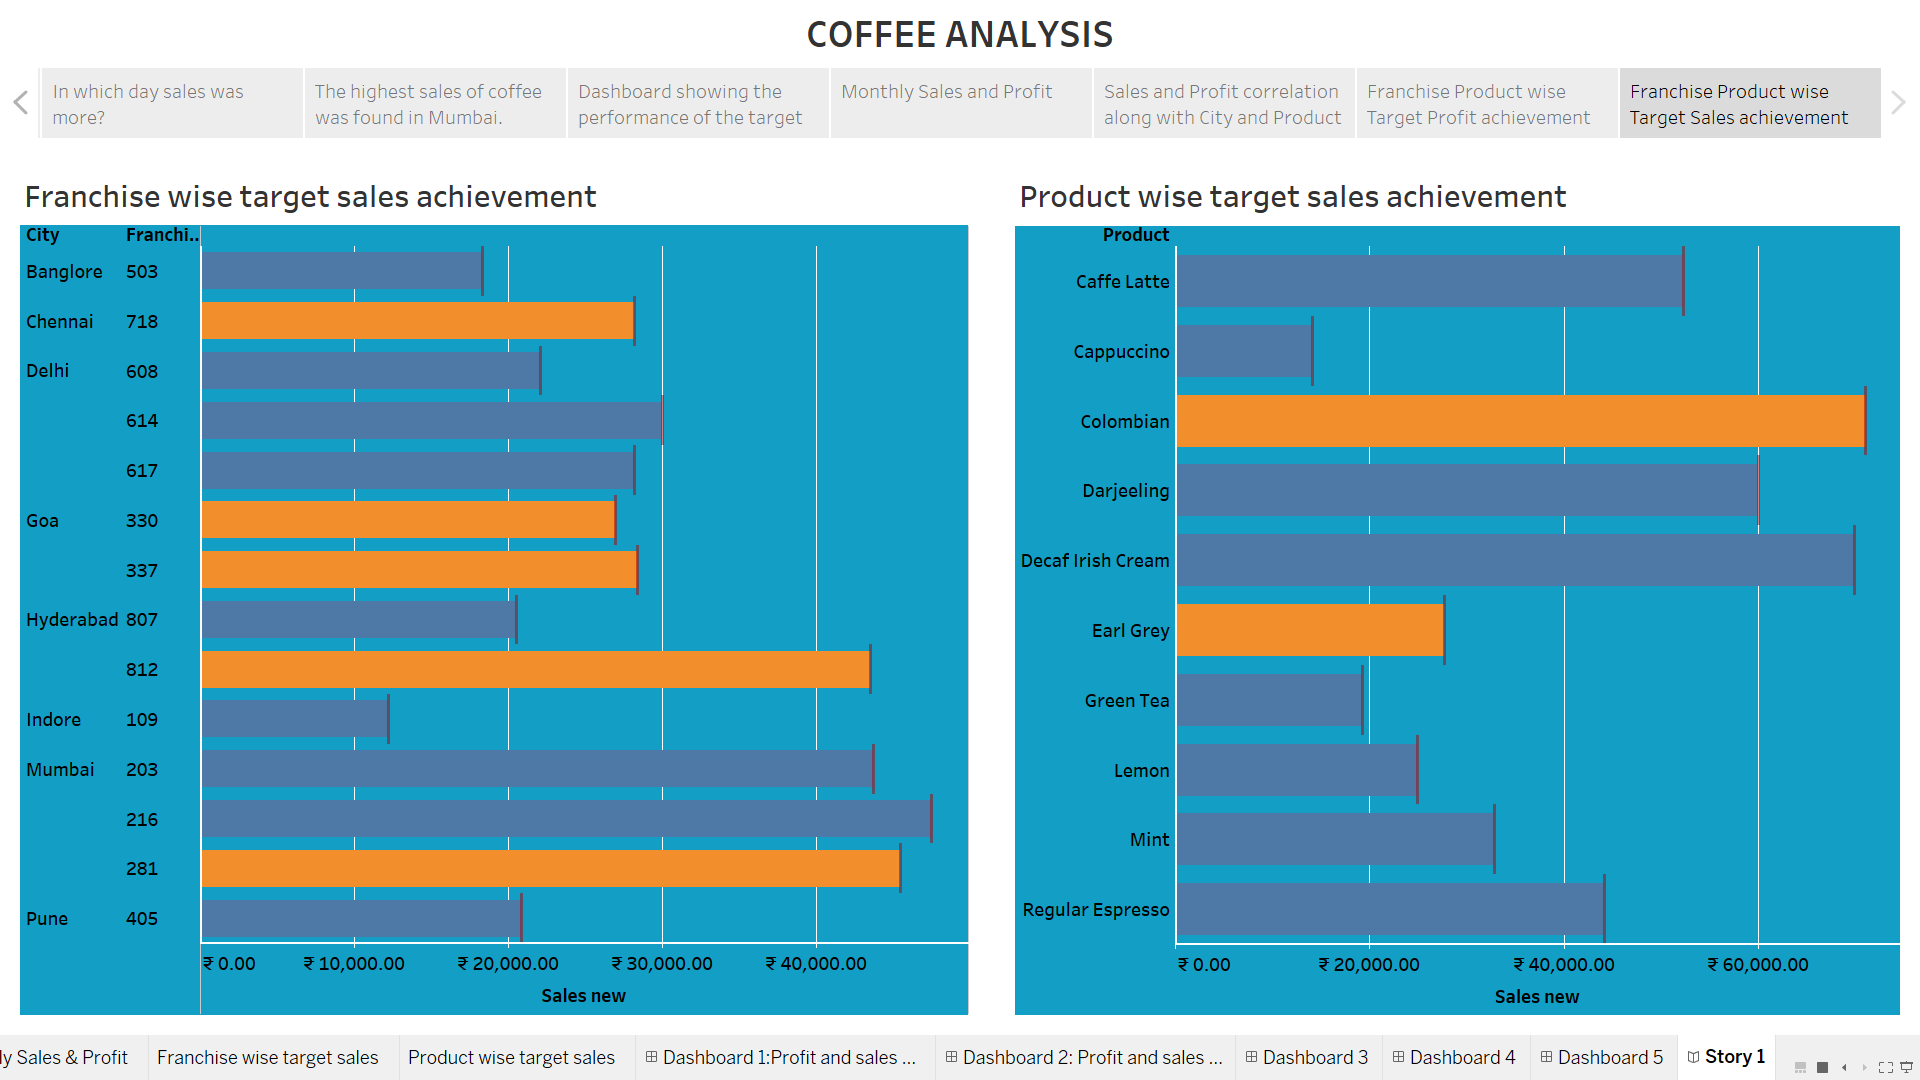 COFFEE ANALYSIS
In which day sales was
more?
The highest sales of coffee
was found in Mumbai.
Dashboard showing the
performance of the target
Monthly Sales and Profit
Sales and Profit correlation
along with City and Product
Franchise Product wise
Target Profit achievement
Franchise Product wise
Target Sales achievement
Franchise wise target sales achievement
City Franchi..
Banglore 503
Chennai 718
Delhi 608
614
617
Goa 330
337
Hyderabad 807
812
Indore 109
Mumbai 203
216
281
Pune 405
₹ 0.00 ₹ 10,000.00 ₹ 20,000.00 ₹ 30,000.00 ₹ 40,000.00
Sales new
Product wise target sales achievement
Product
Caffe Latte
Cappuccino
Colombian
Darjeeling
Decaf Irish Cream
Earl Grey
Green Tea
Lemon
Mint
Regular Espresso
₹ 0.00 ₹ 20,000.00 ₹ 40,000.00 ₹ 60,000.00
Sales new
ly Sales & Profit Franchise wise target sales Product wise target sales Dashboard 1:Profit and sales ... Dashboard 2: Profit and sales ... Dashboard 3 Dashboard 4 Dashboard 5 Story 1